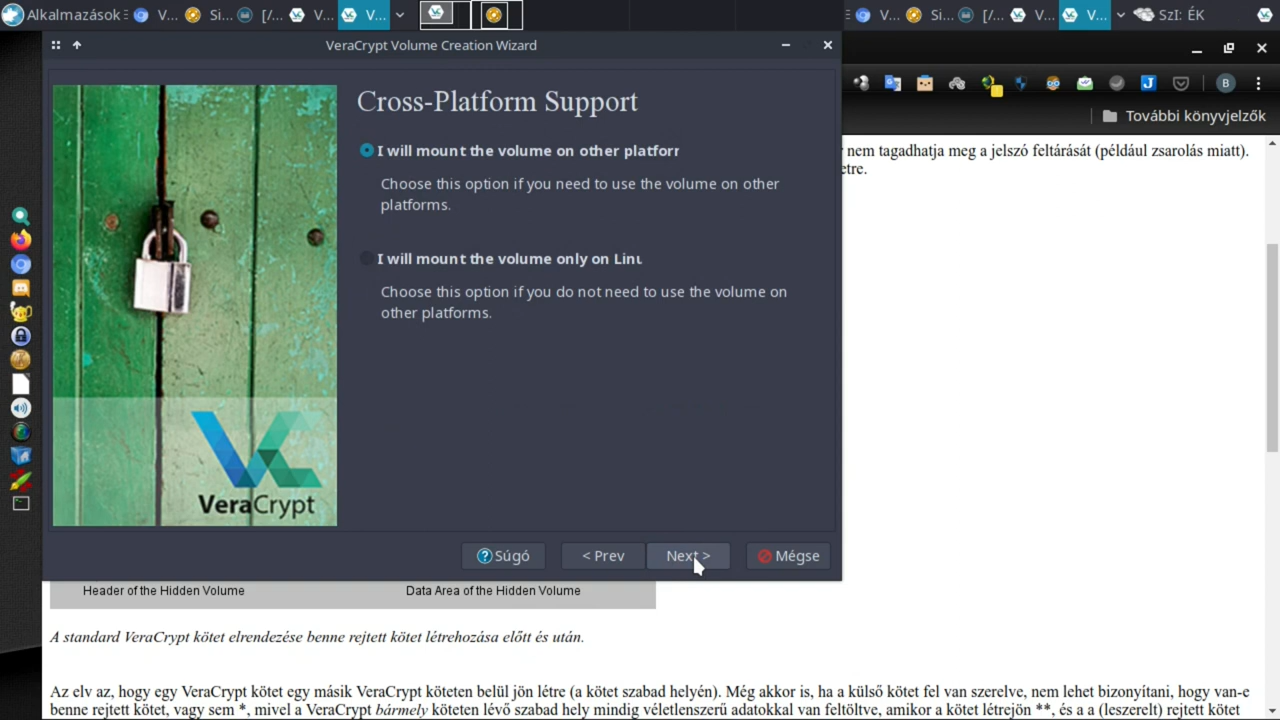 Alkalmazások V... Si... [/... V... V... V... Si... [/... V... V... SzI: ÉK
VeraCrypt Volume Creation Wizard
B
További könyvjelzők
Cross-Platform Support
I will mount the volume on other platforr
Choose this option if you need to use the volume on other
platforms.
I will mount the volume only on Linu
Choose this option if you do not need to use the volume on
other platforms.
VeraCrypt
Súgó < Prev Next > Mégse
nem tagadhatja meg a jelszó feltárását (például zsarolás miatt).
etre.
Header of the Hidden Volume Data Area of the Hidden Volume
A standard VeraCrypt kötet elrendezése benne rejtett kötet létrehozása előtt és után.
Az elv az, hogy egy VeraCrypt kötet egy másik VeraCrypt köteten belül jön létre (a kötet szabad helyén). Még akkor is, ha a külső kötet fel van szerelve, nem lehet bizonyítani, hogy van-e
benne rejtett kötet, vagy sem *, mivel a VeraCrypt bármely köteten lévő szabad hely mindig véletlenszerű adatokkal van feltöltve, amikor a kötet létrejön **, és a a (leszerelt) rejtett kötet